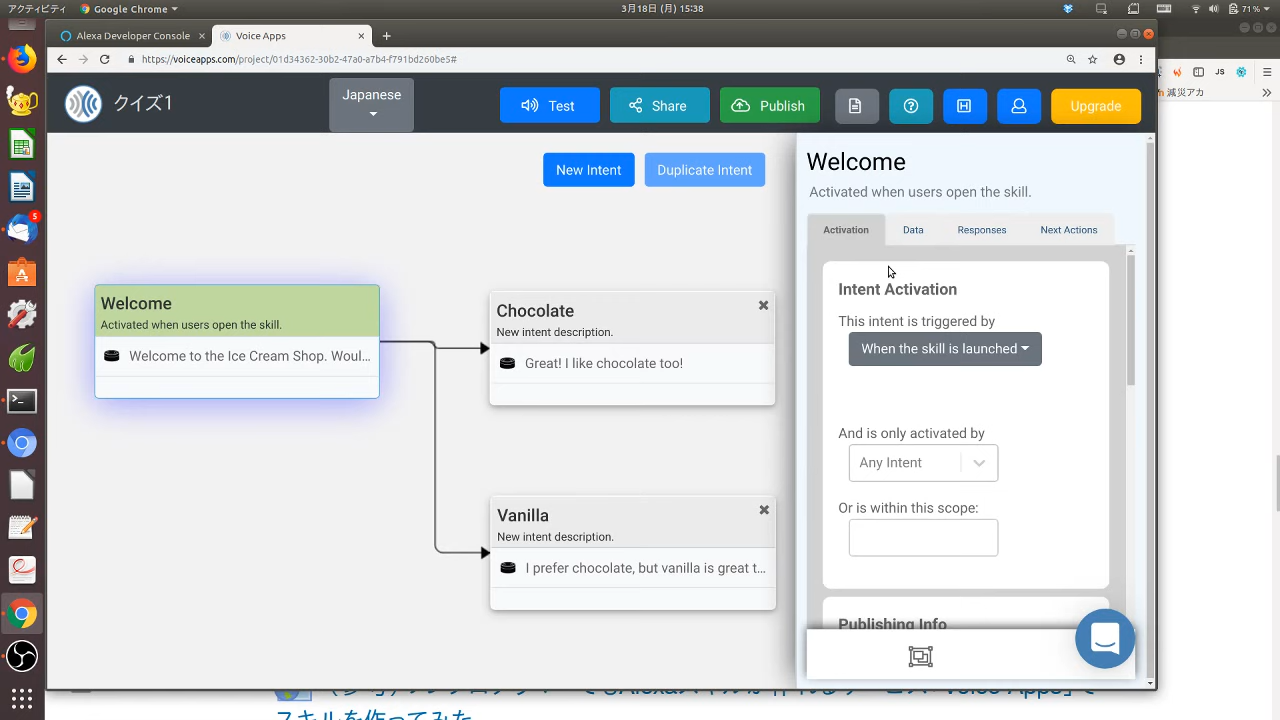 アクティビティ
Google Chrome
3月18日 ( 月 ) 15 : 38
71%
Alexa Developer Console
Voice Apps
https://voiceapps.com/project/01d34362-30b2-47a0-a7b4-f791bd260be5#
クイズ1
Japanese
Test
Share
Publish
Upgrade
New Intent
Duplicate Intent
Welcome
Activated when users open the skill.
Welcome to the Ice Cream Shop. Woul...
Chocolate
New intent description.
Great! I like chocolate too!
Vanilla
New intent description.
I prefer chocolate, but vanilla is great t...
Welcome
Activated when users open the skill.
Activation
Data
Responses
Next Actions
Intent Activation
This intent is triggered by
When the skill is launched
And is only activated by
Any Intent
Or is within this scope:
Publishing Info
JS
減災アカ
5
スキルを作ってみた